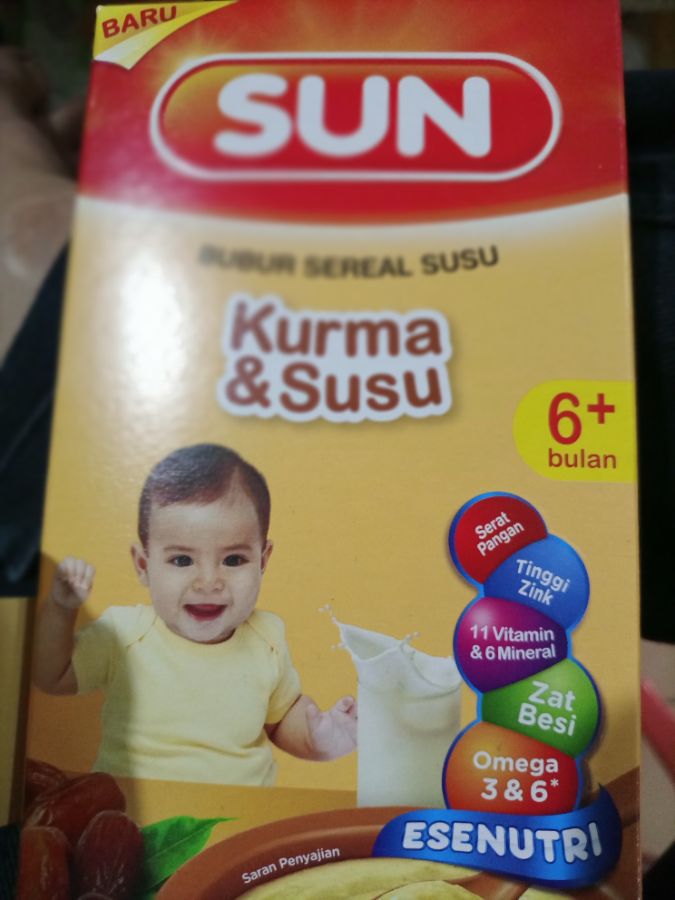 BARU
SUN
BUBUR SEREAL SUSU
Kurma
&Susu
6+
bulan
Serat
Pangan
Tinggi
Zink
11 Vitamin
& 6 Mineral
Zat
Besi
Omega
3 & 6*
ESENUTRI
Saran Penyajian